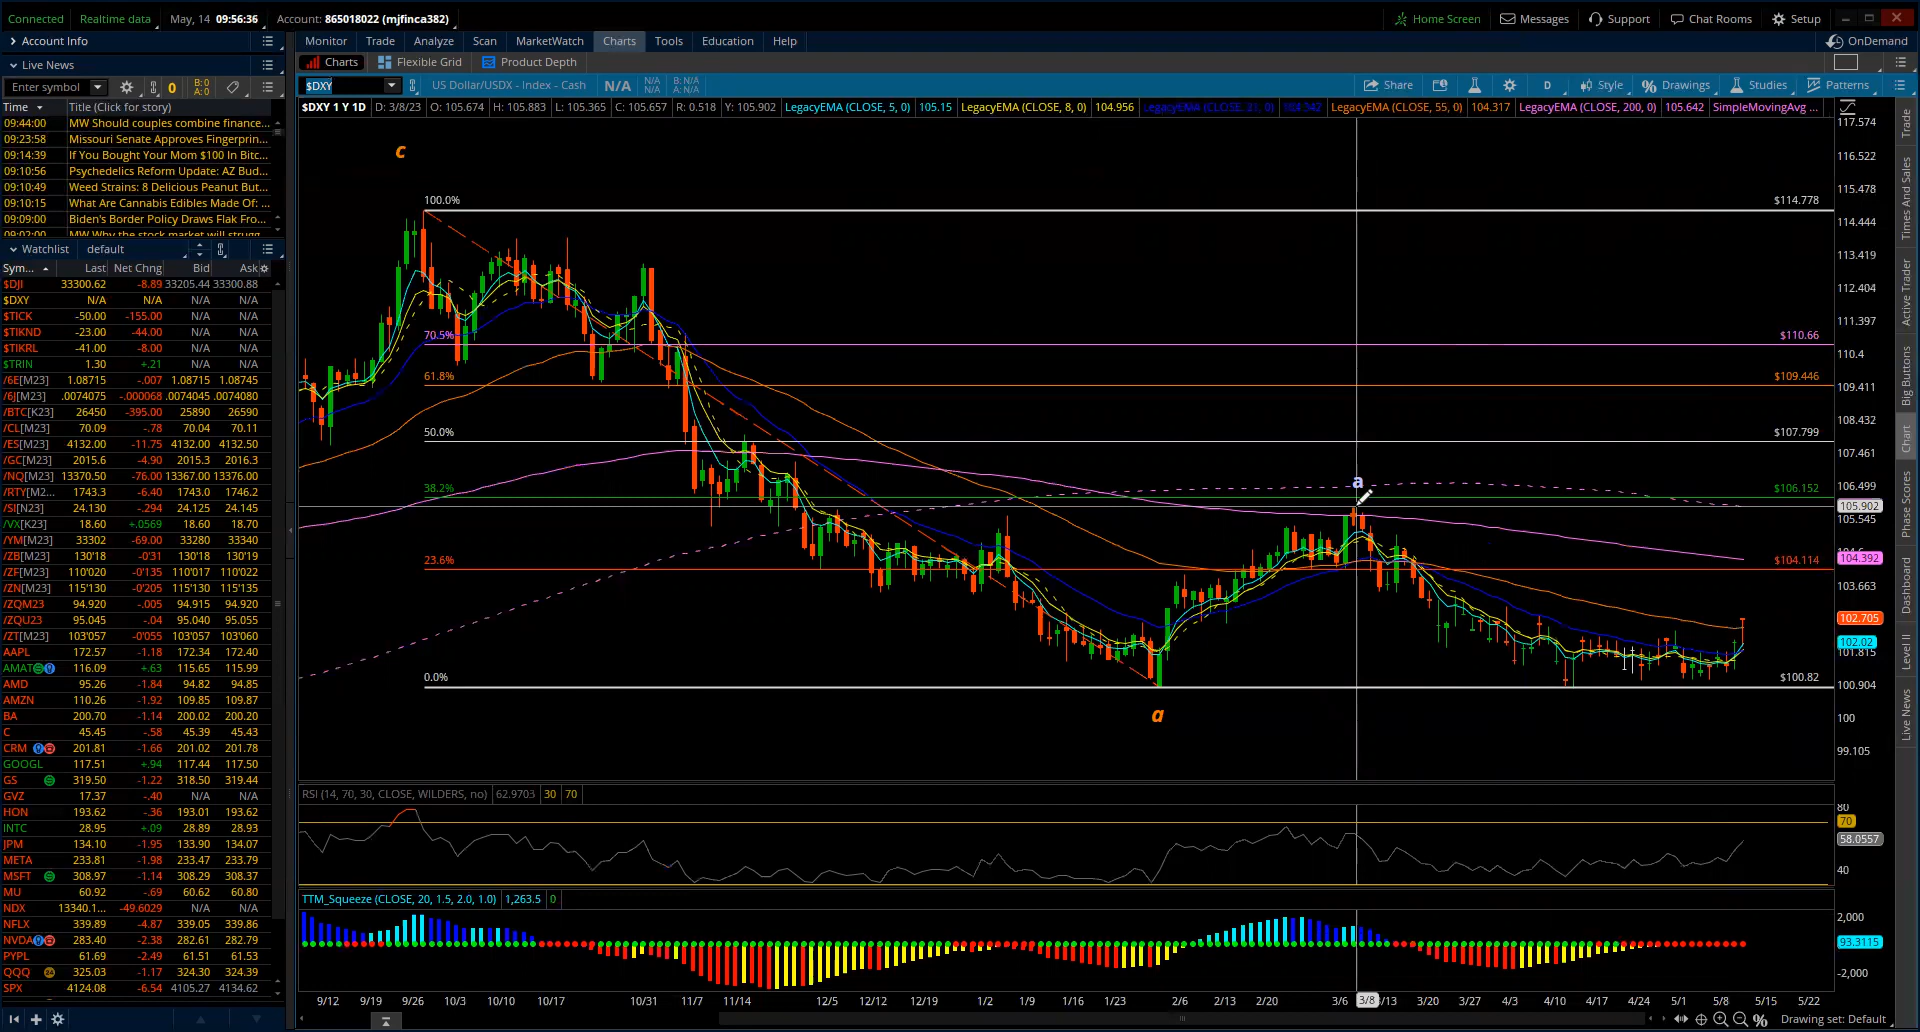 Connected Realtime data May, 14 09:56:36 Account: 865018022 (mjfinca382) Home Screen Messages Support Chat Rooms Setup
Account Info Monitor Trade Analyze Scan MarketWatch Charts Tools Education Help OnDemand
Live News Charts Flexible Grid Product Depth
Enter symbol 0 B: 0 A: 0 $DXY US Dollar/USDX - Index - Cash N/A N/A N/A B: N/A A: N/A Share D Style Drawings Studies Patterns
Time Title (Click for story)
$DXY 1 Y 1D D: 3/8/23 O: 105.674 H: 105.883 L: 105.365 C: 105.657 R: 0.518 Y: 105.902 LegacyEMA (CLOSE, 5, 0) 105.15 LegacyEMA (CLOSE, 8, 0) 104.956 LegacyEMA (CLOSE, 55, 0) 104.317 LegacyEMA (CLOSE, 200, 0) 105.642 SimpleMovingAvg ...
09:44:00 MW Should couples combine finance...
09:23:58 Missouri Senate Approves Fingerprin...
09:14:39 If You Bought Your Mom $100 In Bitc...
09:10:56 Psychedelics Reform Update: AZ Bud...
09:10:49 Weed Strains: 8 Delicious Peanut But...
09:10:15 What Are Cannabis Edibles Made Of: ...
09:09:00 Biden's Border Policy Draws Flak Fro...
09:02:00 MW Why the stock market will strugg
Watchlist default
Sym... Last Net Chng Bid Ask
$DJI 33300.62 -8.89 33205.44 33300.88
$DXY N/A N/A N/A N/A
$TICK -50.00 -155.00 N/A N/A
$TIKND -23.00 -44.00 N/A N/A
$TIKRL -41.00 -8.00 N/A N/A
$TRIN 1.30 +.21 N/A N/A
/6E[M23] 1.08715 -.007 1.08715 1.08745
/6J[M23] .0074075 -.000068 .0074045 .0074080
/BTC[K23] 26450 -395.00 25890 26590
/CL[M23] 70.09 -.78 70.04 70.11
/ES[M23] 4132.00 -11.75 4132.00 4132.50
/GC[M23] 2015.6 -4.90 2015.3 2016.3
/NQ[M23] 13370.50 -76.00 13367.00 13376.00
/RTY[M2... 1743.3 -6.40 1743.0 1746.2
/SI[N23] 24.130 -.294 24.125 24.145
/VX[K23] 18.60 +.0569 18.60 18.70
/YM[M23] 33302 -69.00 33280 33340
/ZB[M23] 130'18 -0'31 130'18 130'19
/ZF[M23] 110'020 -0'135 110'017 110'022
/ZN[M23] 115'130 -0'205 115'130 115'135
/ZQM23 94.920 -.005 94.915 94.920
/ZQU23 95.045 -.04 95.040 95.055
/ZT[M23] 103'057 -0'055 103'057 103'060
AAPL 172.57 -1.18 172.34 172.40
AMAT 116.09 +.63 115.65 115.99
AMD 95.26 -1.84 94.82 94.85
AMZN 110.26 -1.92 109.85 109.87
BA 200.70 -1.14 200.02 200.20
C 45.45 -.58 45.39 45.43
CRM 201.81 -1.66 201.02 201.78
GOOGL 117.51 +.94 117.44 117.50
GS 319.50 -1.22 318.50 319.44
GVZ 17.37 -.40 N/A N/A
HON 193.62 -.36 193.01 193.62
INTC 28.95 +.09 28.89 28.93
JPM 134.10 -1.95 133.90 134.07
META 233.81 -1.98 233.47 233.79
MSFT 308.97 -1.14 308.29 308.37
MU 60.92 -.69 60.62 60.80
NDX 13340.1... -49.6029 N/A N/A
NFLX 339.89 -4.87 339.05 339.86
NVDA 283.40 -2.38 282.61 282.79
PYPL 61.69 -2.49 61.51 61.53
QQQ 24 325.03 -1.17 324.30 324.39
SPX 4124.08 -6.54 4105.27 4134.62
c
100.0% $114.778
70.5% $110.66
61.8% $109.446
50.0% $107.799
a
38.2% $106.152
23.6% $104.114
0.0% $100.82
a
117.574
116.522
115.478
114.444
113.419
112.404
111.397
110.4
109.411
108.432
107.461
106.499
105.902
105.545
104.392
103.663
102.705
102.02
101.815
100.904
100
99.105
RSI (14, 70, 30, CLOSE, WILDERS, no) 62.9703 30 70
80
70
58.0557
40
TTM_Squeeze (CLOSE, 20, 1.5, 2.0, 1.0) 1,263.5 0
2,000
93.3115
-2,000
9/12 9/19 9/26 10/3 10/10 10/17 10/31 11/7 11/14 12/5 12/12 12/19 1/2 1/9 1/16 1/23 2/6 2/13 2/20 3/6 3/8 3/13 3/20 3/27 4/3 4/10 4/17 4/24 5/1 5/8 5/15 5/22
Drawing set: Default
Trade
Times And Sales
Active Trader
Big Buttons
Chart
Phase Scores
Dashboard
Level II
Live News